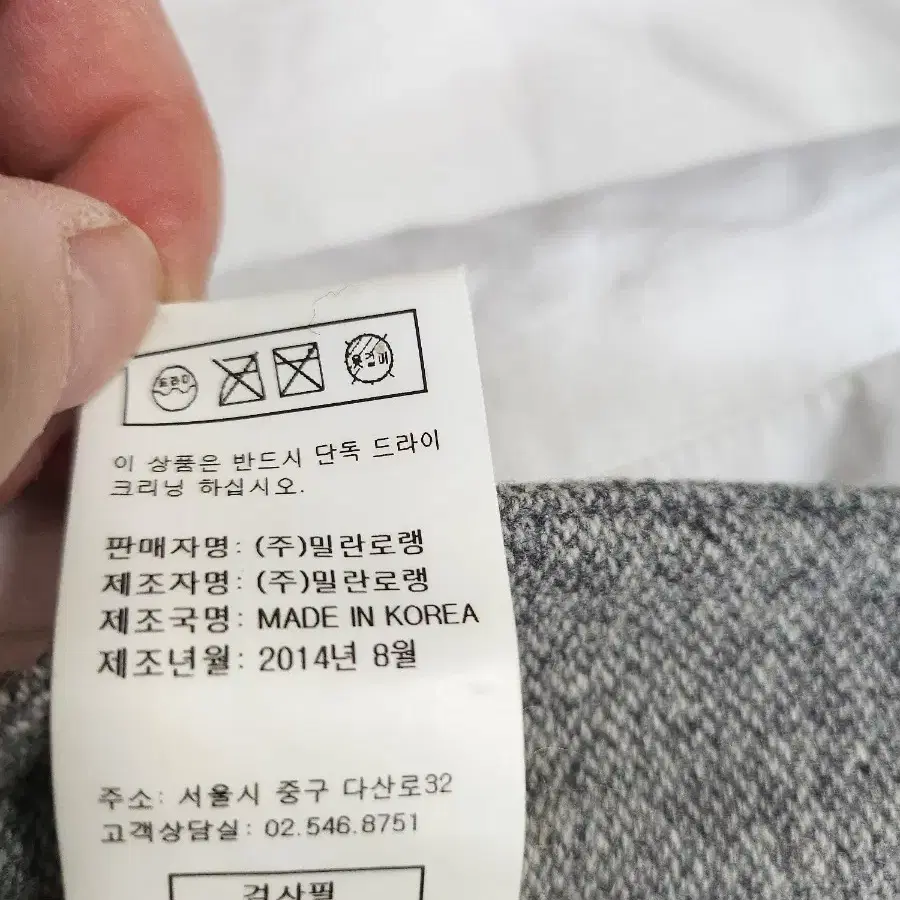 드라이 옷걸이
이 상품은 반드시 단독 드라이
크리닝 하십시오.
판매자명: (주)밀란로랭
제조자명: (주)밀란로랭
제조국명: MADE IN KOREA
제조년월: 2014년 8월
주소: 서울시 중구 다산로32
고객상담실: 02.546.8751
검사필